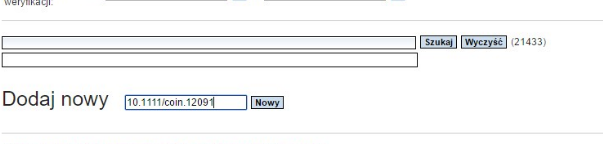 weryfikacji:
Szukaj Wyczyść (21433)
Dodaj nowy 10.1111/coin.12091 Nowy